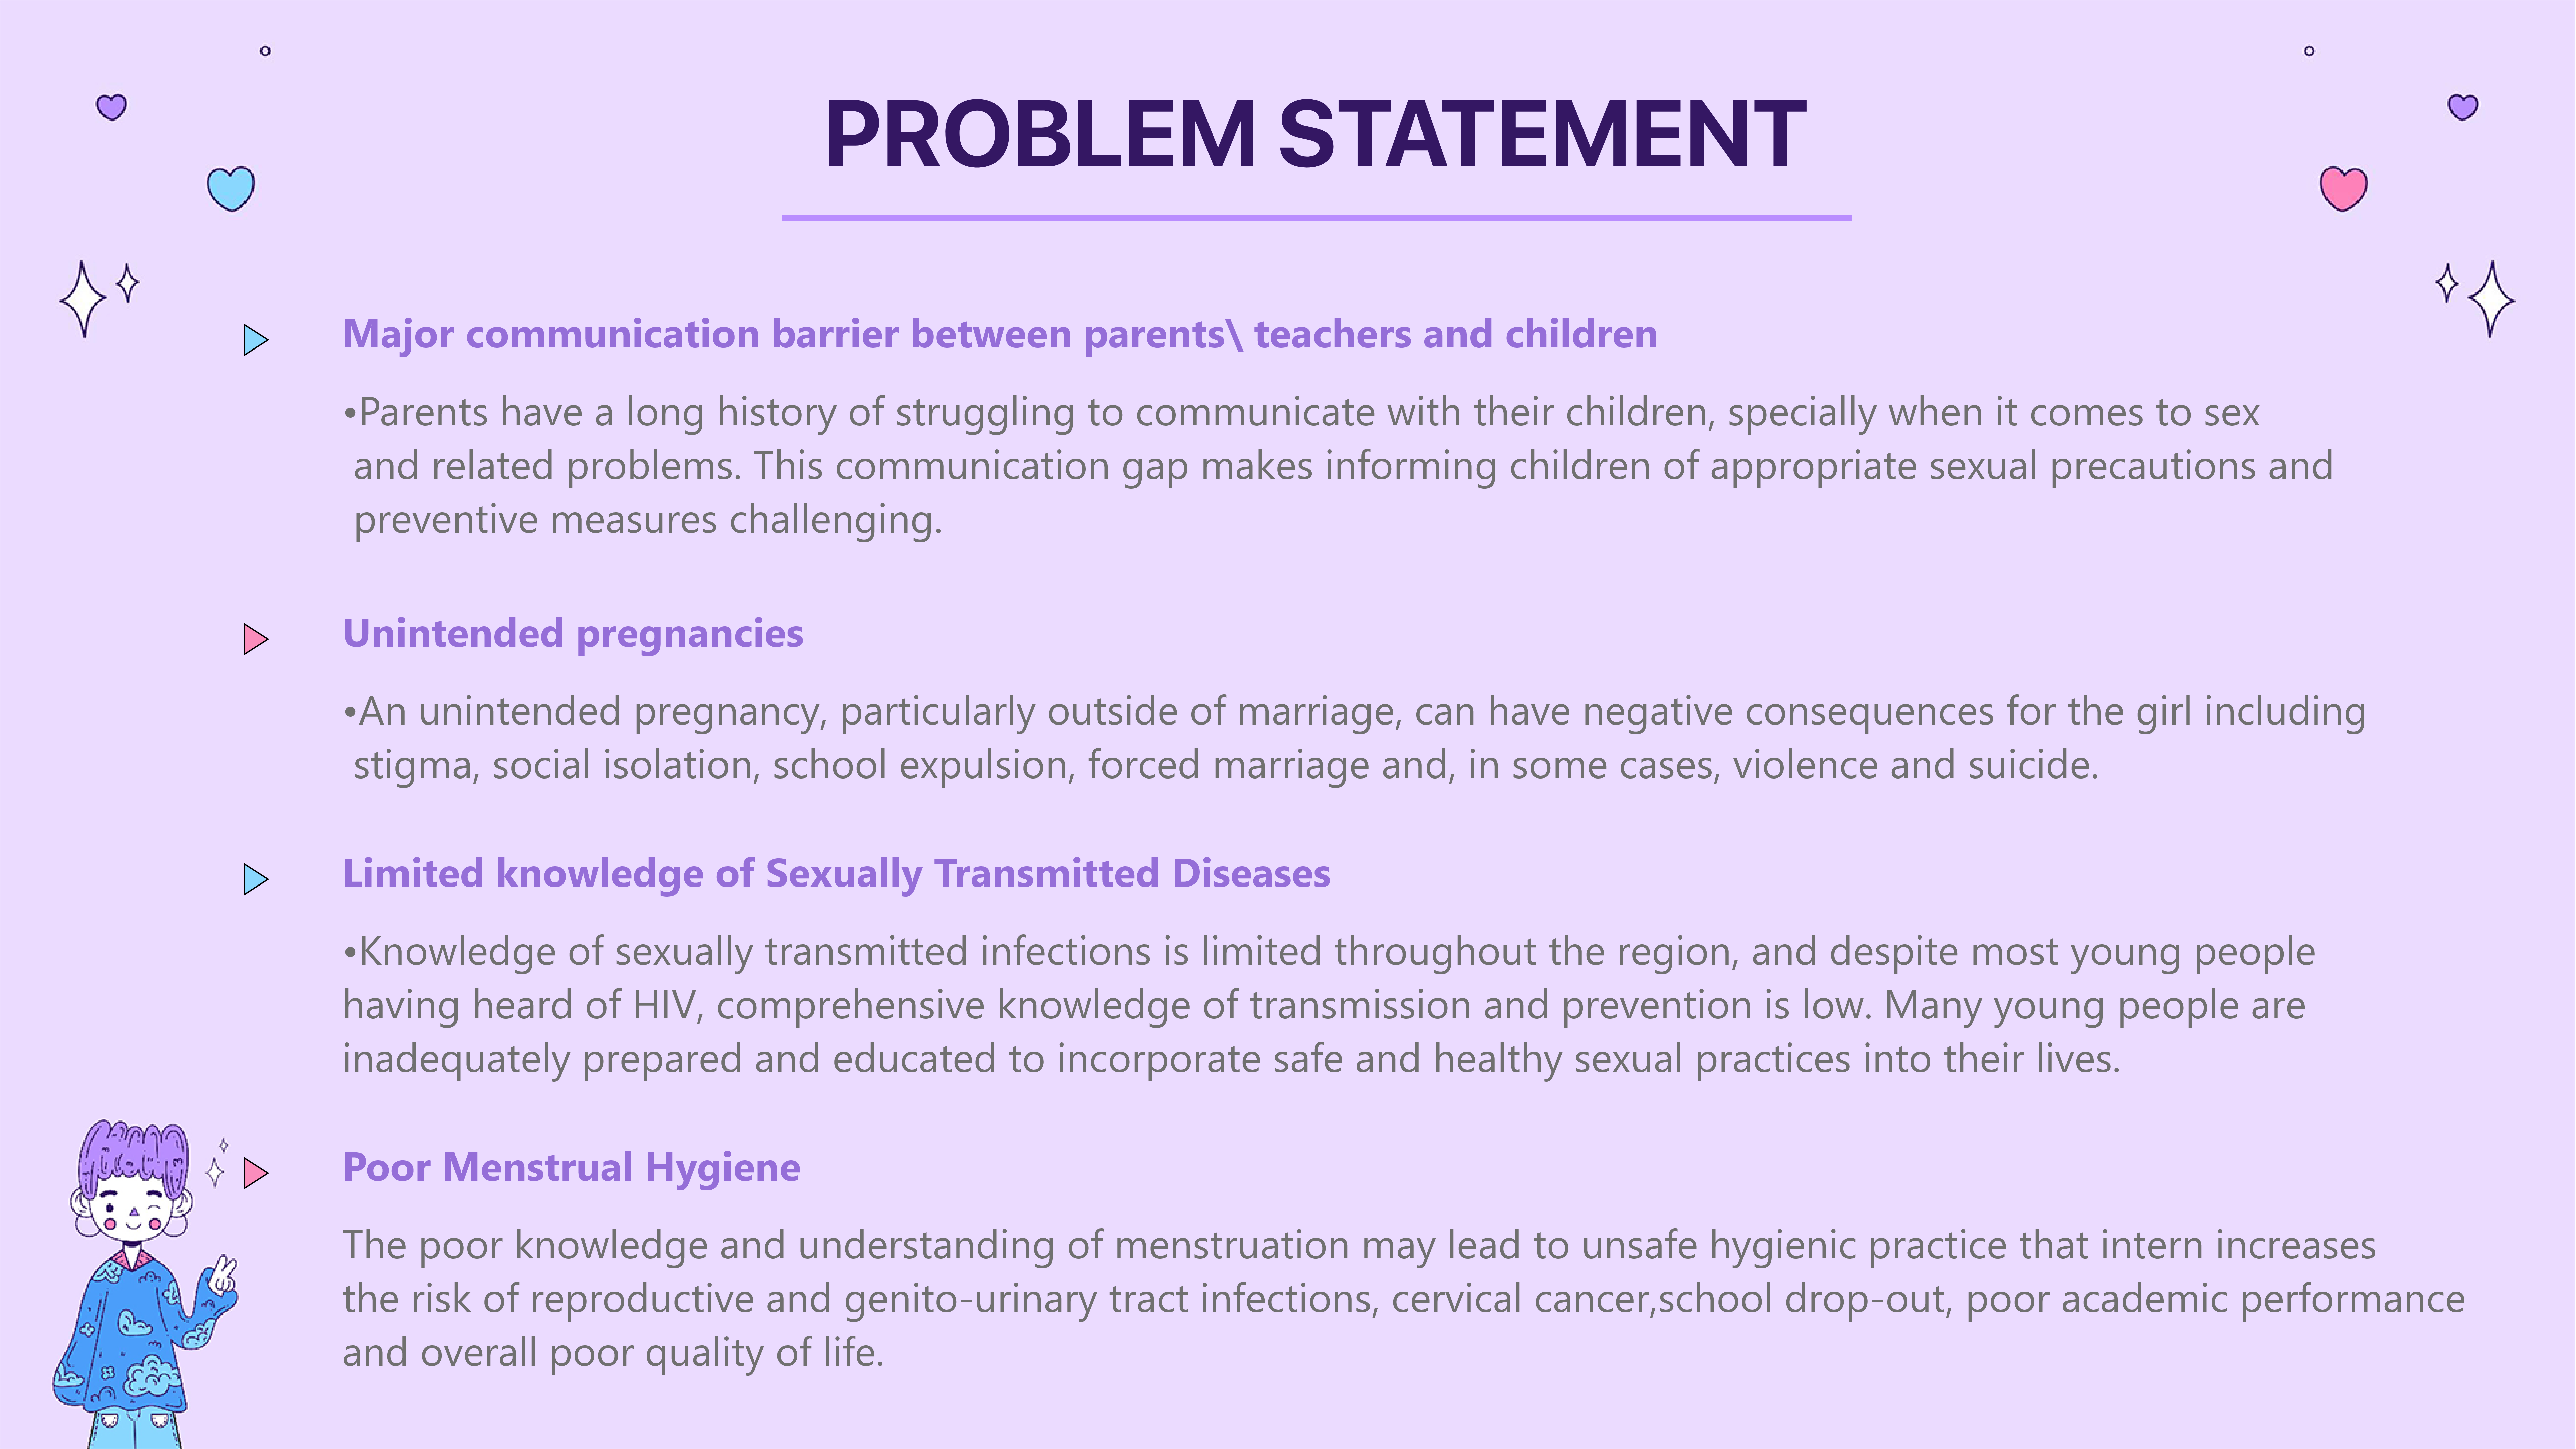 PROBLEM STATEMENT
Major communication barrier between parents\ teachers and children
•Parents have a long history of struggling to communicate with their children, specially when it comes to sex
and related problems. This communication gap makes informing children of appropriate sexual precautions and
preventive measures challenging.
Unintended pregnancies
•An unintended pregnancy, particularly outside of marriage, can have negative consequences for the girl including
stigma, social isolation, school expulsion, forced marriage and, in some cases, violence and suicide.
Limited knowledge of Sexually Transmitted Diseases
•Knowledge of sexually transmitted infections is limited throughout the region, and despite most young people
having heard of HIV, comprehensive knowledge of transmission and prevention is low. Many young people are
inadequately prepared and educated to incorporate safe and healthy sexual practices into their lives.
Poor Menstrual Hygiene
The poor knowledge and understanding of menstruation may lead to unsafe hygienic practice that intern increases
the risk of reproductive and genito-urinary tract infections, cervical cancer,school drop-out, poor academic performance
and overall poor quality of life.